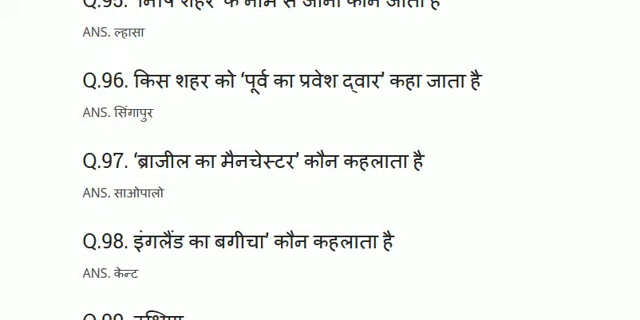 ANS. ल्हासा
Q.96. किस शहर को ‘पूर्व का प्रवेश द्वार’ कहा जाता है
ANS. सिंगापुर
Q.97. ‘ब्राजील का मैनचेस्टर’ कौन कहलाता है
ANS. साओपालो
Q.98. इंगलैंड का बगीचा’ कौन कहलाता है
ANS. केन्ट